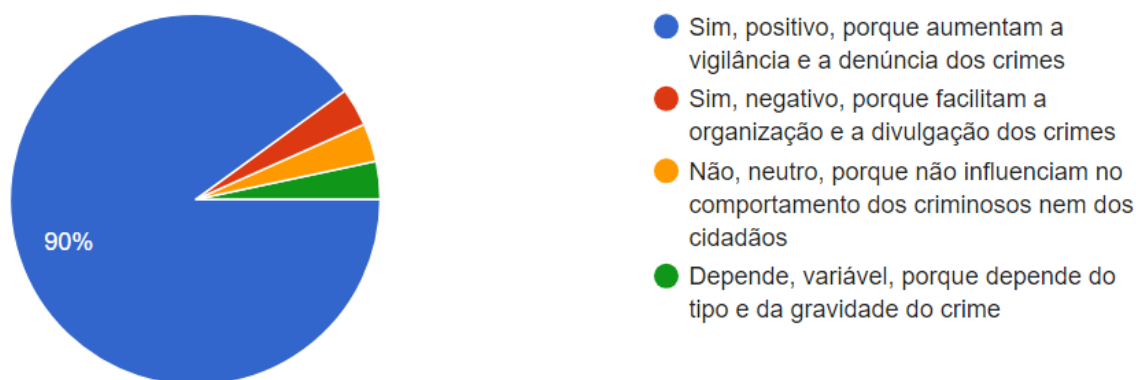 90%
Sim, positivo, porque aumentam a
vigilância e a denúncia dos crimes
Sim, negativo, porque facilitam a
organização e a divulgação dos crimes
Não, neutro, porque não influenciam no
comportamento dos criminosos nem dos
cidadãos
Depende, variável, porque depende do
tipo e da gravidade do crime